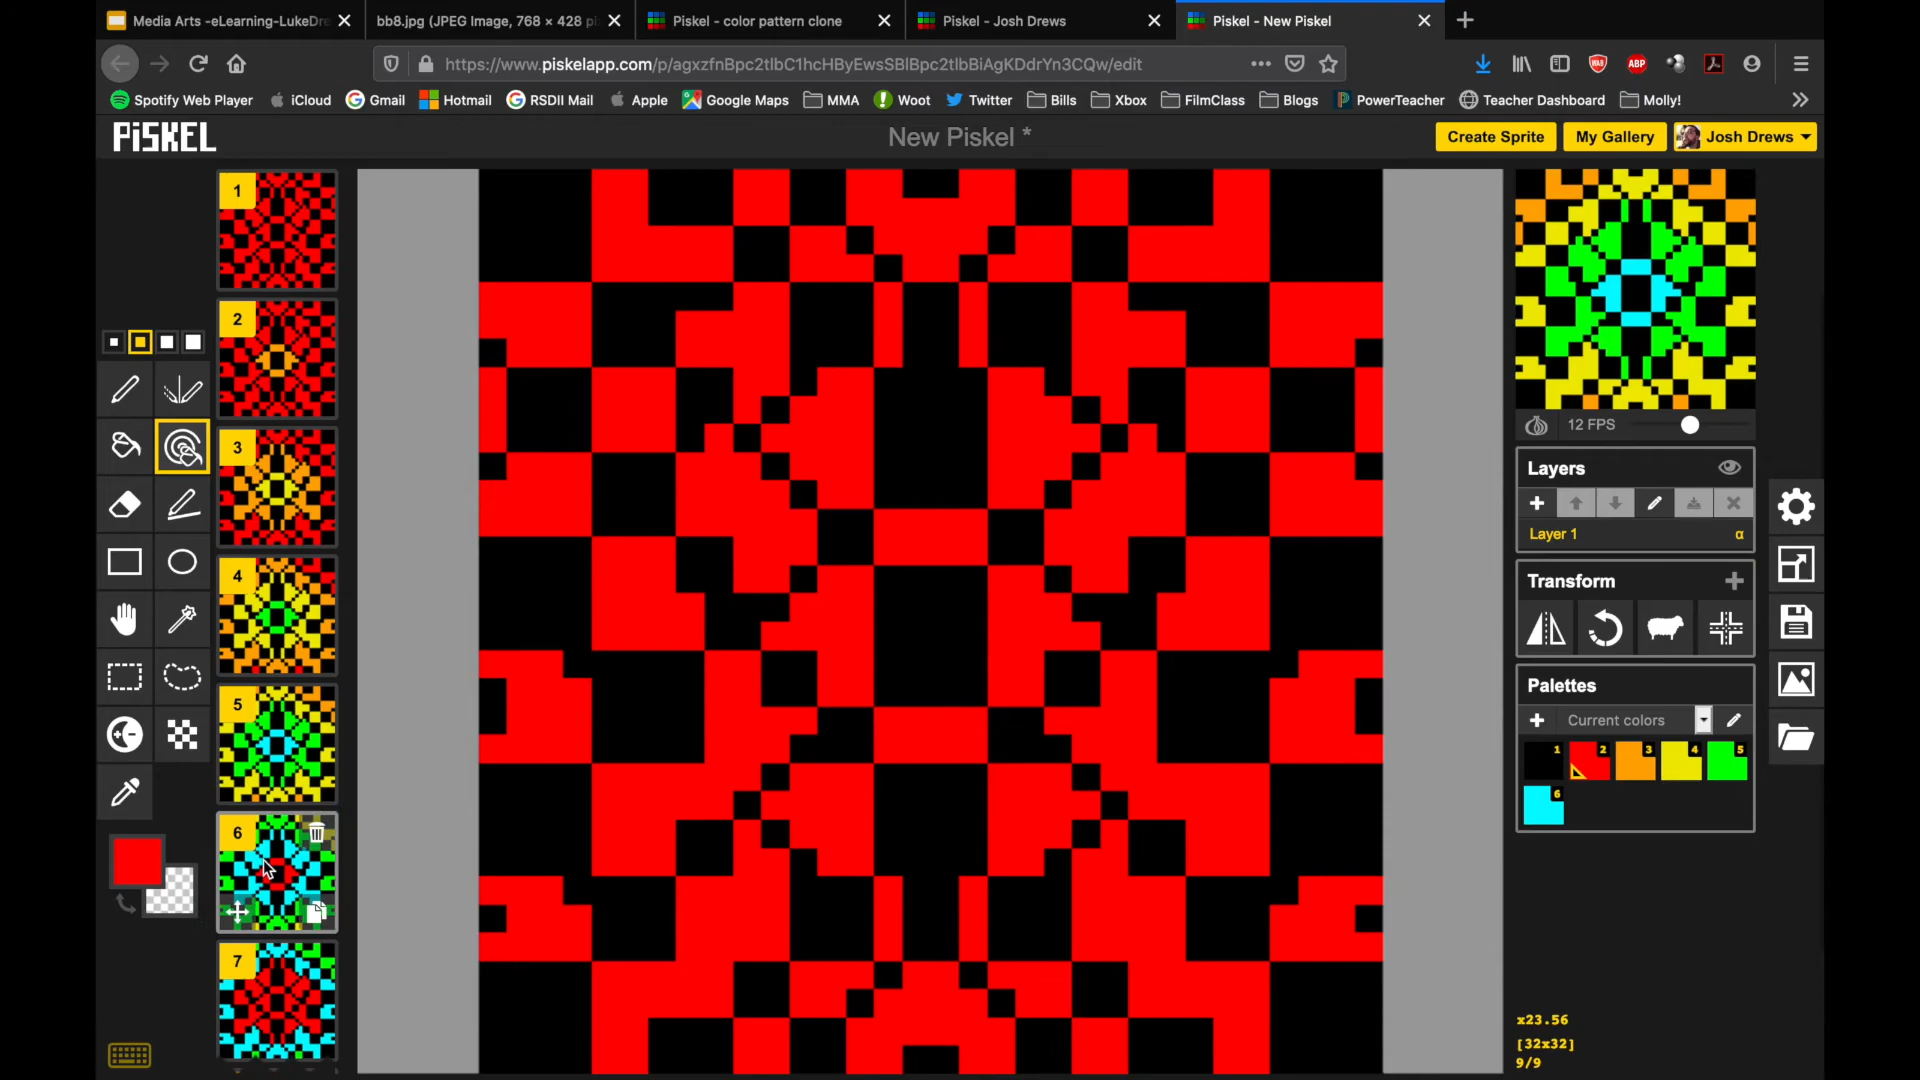 Media Arts -eLearning-LukeDre
bb8.jpg (JPEG Image, 768 × 428 pi
Piskel - color pattern clone
Piskel - Josh Drews
Piskel - New Piskel
https://www.piskelapp.com/p/agxzfnBpc2tlbC1hcHByEwsSBlBpc2tlbBiAgKDdrYn3CQw/edit
Spotify Web Player
iCloud
Gmail
Hotmail
RSDII Mail
Apple
Google Maps
MMA
Woot
Twitter
Bills
Xbox
FilmClass
Blogs
PowerTeacher
Teacher Dashboard
Molly!
PiSKEL
New Piskel *
Create Sprite
My Gallery
Josh Drews
1
2
3
4
5
6
7
12 FPS
Layers
Layer 1
α
Transform
Palettes
Current colors
1
2
3
4
5
6
x23.56
[32x32]
9/9
ABP